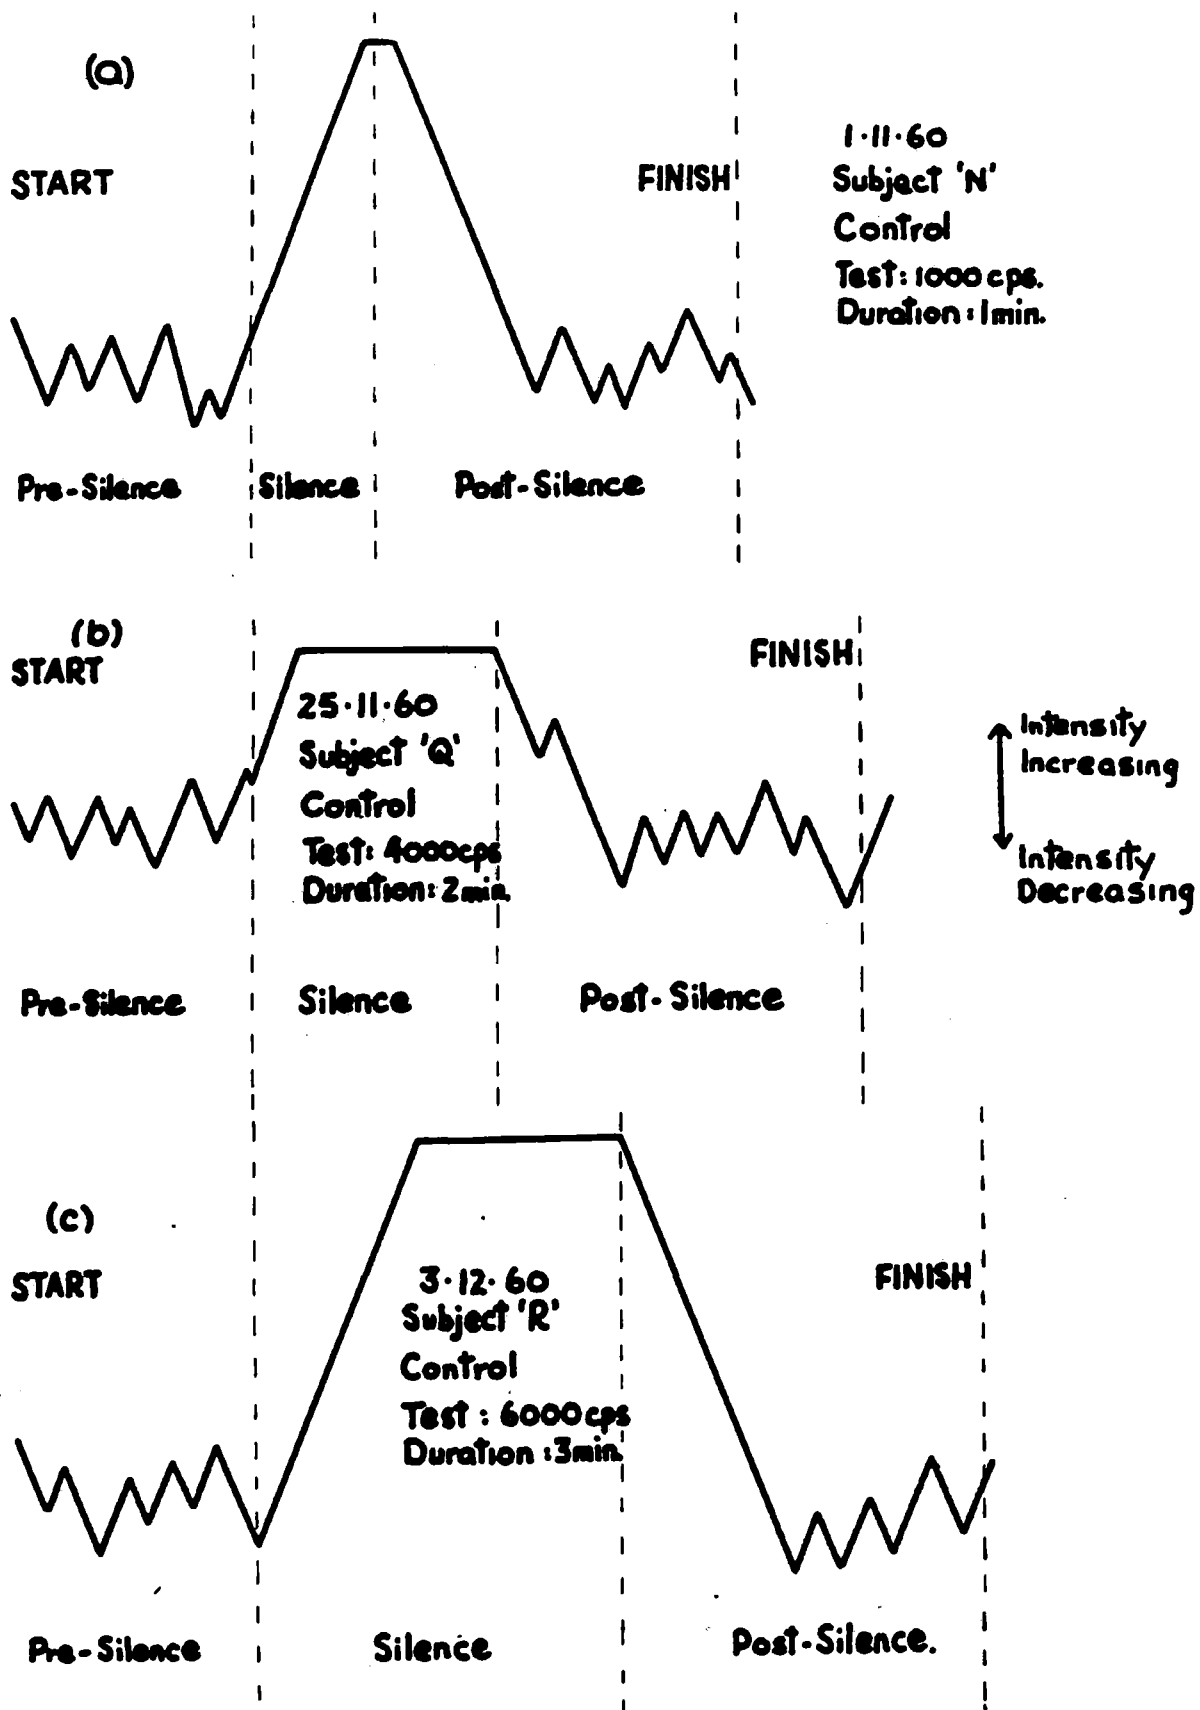 (a)
START
FINISH
1·11·60
Subject 'N'
Control
Test: 1000 cps.
Duration: 1min.
Pre-Silence
Silence
Post-Silence
(b)
START
FINISH
25·11·60
Subject 'Q'
Control
Test: 4000cps
Duration: 2min.
Intensity
Increasing
Intensity
Decreasing
Pre-Silence
Silence
Post-Silence
(c)
START
FINISH
3·12·60
Subject 'R'
Control
Test: 6000cps
Duration: 3min.
Pre-Silence
Silence
Post-Silence.